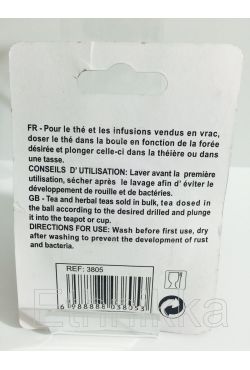 FR - Pour le thé et les infusions vendus en vrac,
doser le thé dans la boule en fonction de la forée
désirée et plonger celle-ci dans la théière ou dans
une tasse.
CONSEILS D' UTILISATION: Laver avant la première
utilisation, sécher après le lavage afin d' éviter le
développement de rouille et de bactéries.
GB - Tea and herbal teas sold in bulk, tea dosed in
the ball according to the desired drilled and plunge
it into the teapot or cup.
DIRECTIONS FOR USE: Wash before first use, dry
after washing to prevent the development of rust
and bacteria.
REF: 3805
6 988888 038053
Ethnikka